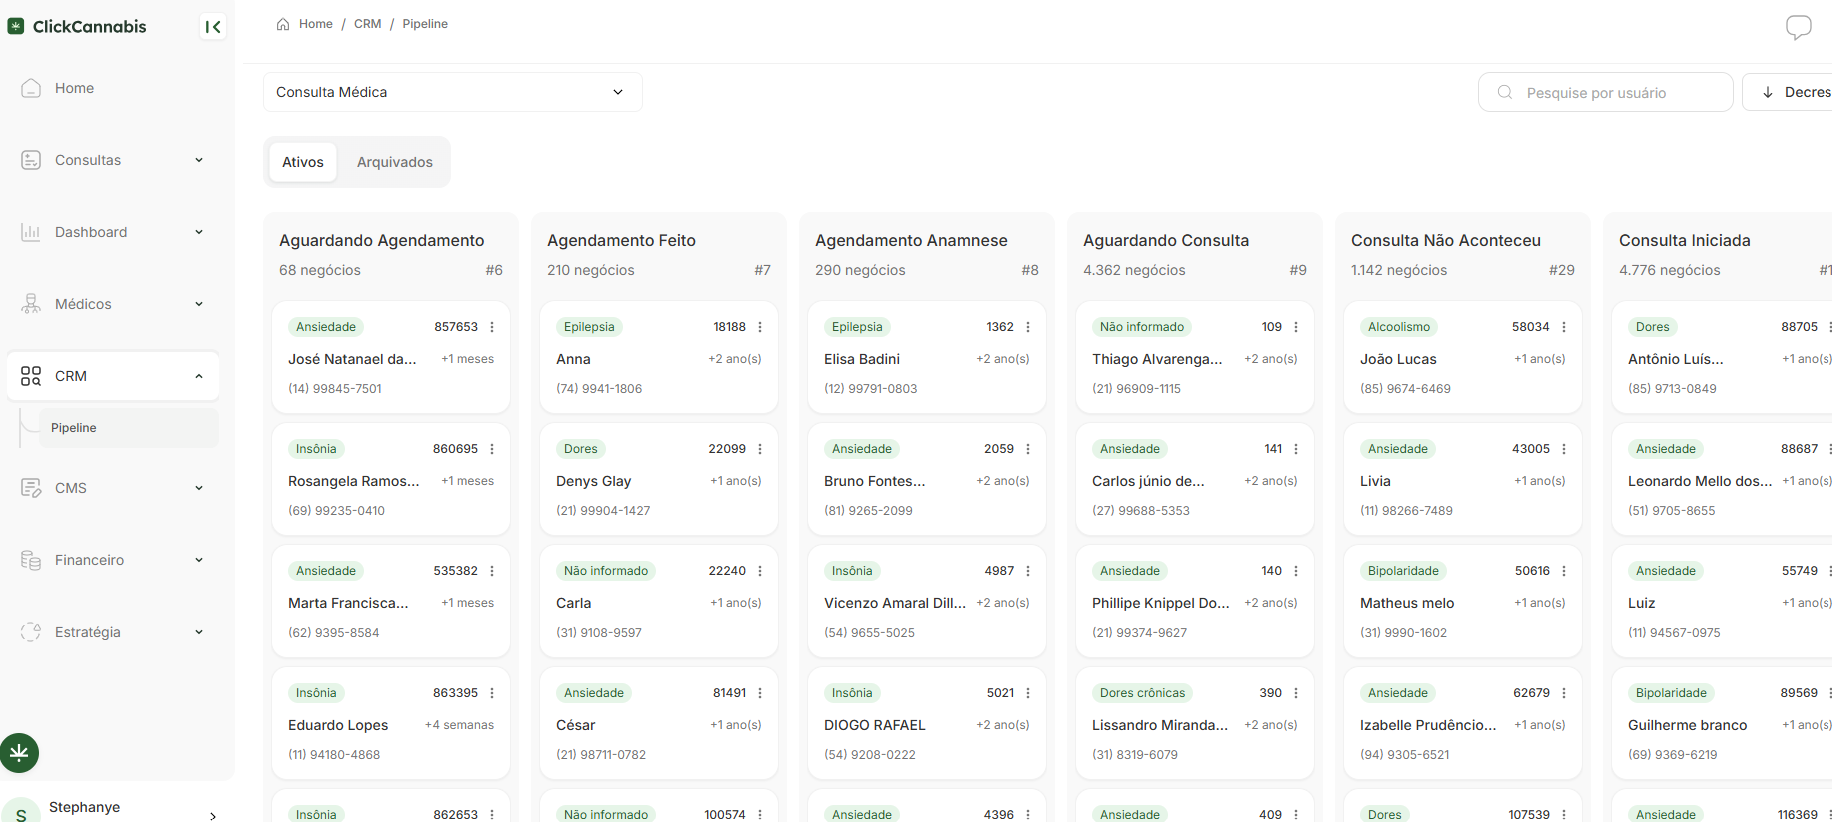 ClickCannabis
Home
Consultas
Dashboard
Médicos
CRM
Pipeline
CMS
Financeiro
Estratégia
S
Stephanye
Home / CRM / Pipeline
Consulta Médica
Pesquise por usuário
Decres
Ativos
Arquivados
Aguardando Agendamento
68 negócios #6
Ansiedade 857653
José Natanael da... +1 meses
(14) 99845-7501
Insônia 860695
Rosangela Ramos... +1 meses
(69) 99235-0410
Ansiedade 535382
Marta Francisca... +1 meses
(62) 9395-8584
Insônia 863395
Eduardo Lopes +4 semanas
(11) 94180-4868
Insônia 862653
Agendamento Feito
210 negócios #7
Epilepsia 18188
Anna +2 ano(s)
(74) 9941-1806
Dores 22099
Denys Glay +1 ano(s)
(21) 99904-1427
Não informado 22240
Carla +1 ano(s)
(31) 9108-9597
Ansiedade 81491
César +1 ano(s)
(21) 98711-0782
Não informado 100574
Agendamento Anamnese
290 negócios #8
Epilepsia 1362
Elisa Badini +2 ano(s)
(12) 99791-0803
Ansiedade 2059
Bruno Fontes... +2 ano(s)
(81) 9265-2099
Insônia 4987
Vicenzo Amaral Dill... +2 ano(s)
(54) 9655-5025
Insônia 5021
DIOGO RAFAEL +2 ano(s)
(54) 9208-0222
Ansiedade 4396
Aguardando Consulta
4.362 negócios #9
Não informado 109
Thiago Alvarenga... +2 ano(s)
(21) 96909-1115
Ansiedade 141
Carlos júnio de... +2 ano(s)
(27) 99688-5353
Ansiedade 140
Phillipe Knippel Do... +2 ano(s)
(21) 99374-9627
Dores crônicas 390
Lissandro Miranda... +2 ano(s)
(31) 8319-6079
Ansiedade 409
Consulta Não Aconteceu
1.142 negócios #29
Alcoolismo 58034
João Lucas +1 ano(s)
(85) 9674-6469
Ansiedade 43005
Livia +1 ano(s)
(11) 98266-7489
Bipolaridade 50616
Matheus melo +1 ano(s)
(31) 9990-1602
Ansiedade 62679
Izabelle Prudêncio... +1 ano(s)
(94) 9305-6521
Dores 107539
Consulta Iniciada
4.776 negócios #1
Dores 88705
Antônio Luís... +1 ano(s)
(85) 9713-0849
Ansiedade 88687
Leonardo Mello dos... +1 ano(s)
(51) 9705-8655
Ansiedade 55749
Luiz +1 ano(s)
(11) 94567-0975
Bipolaridade 89569
Guilherme branco +1 ano(s)
(69) 9369-6219
Ansiedade 116369